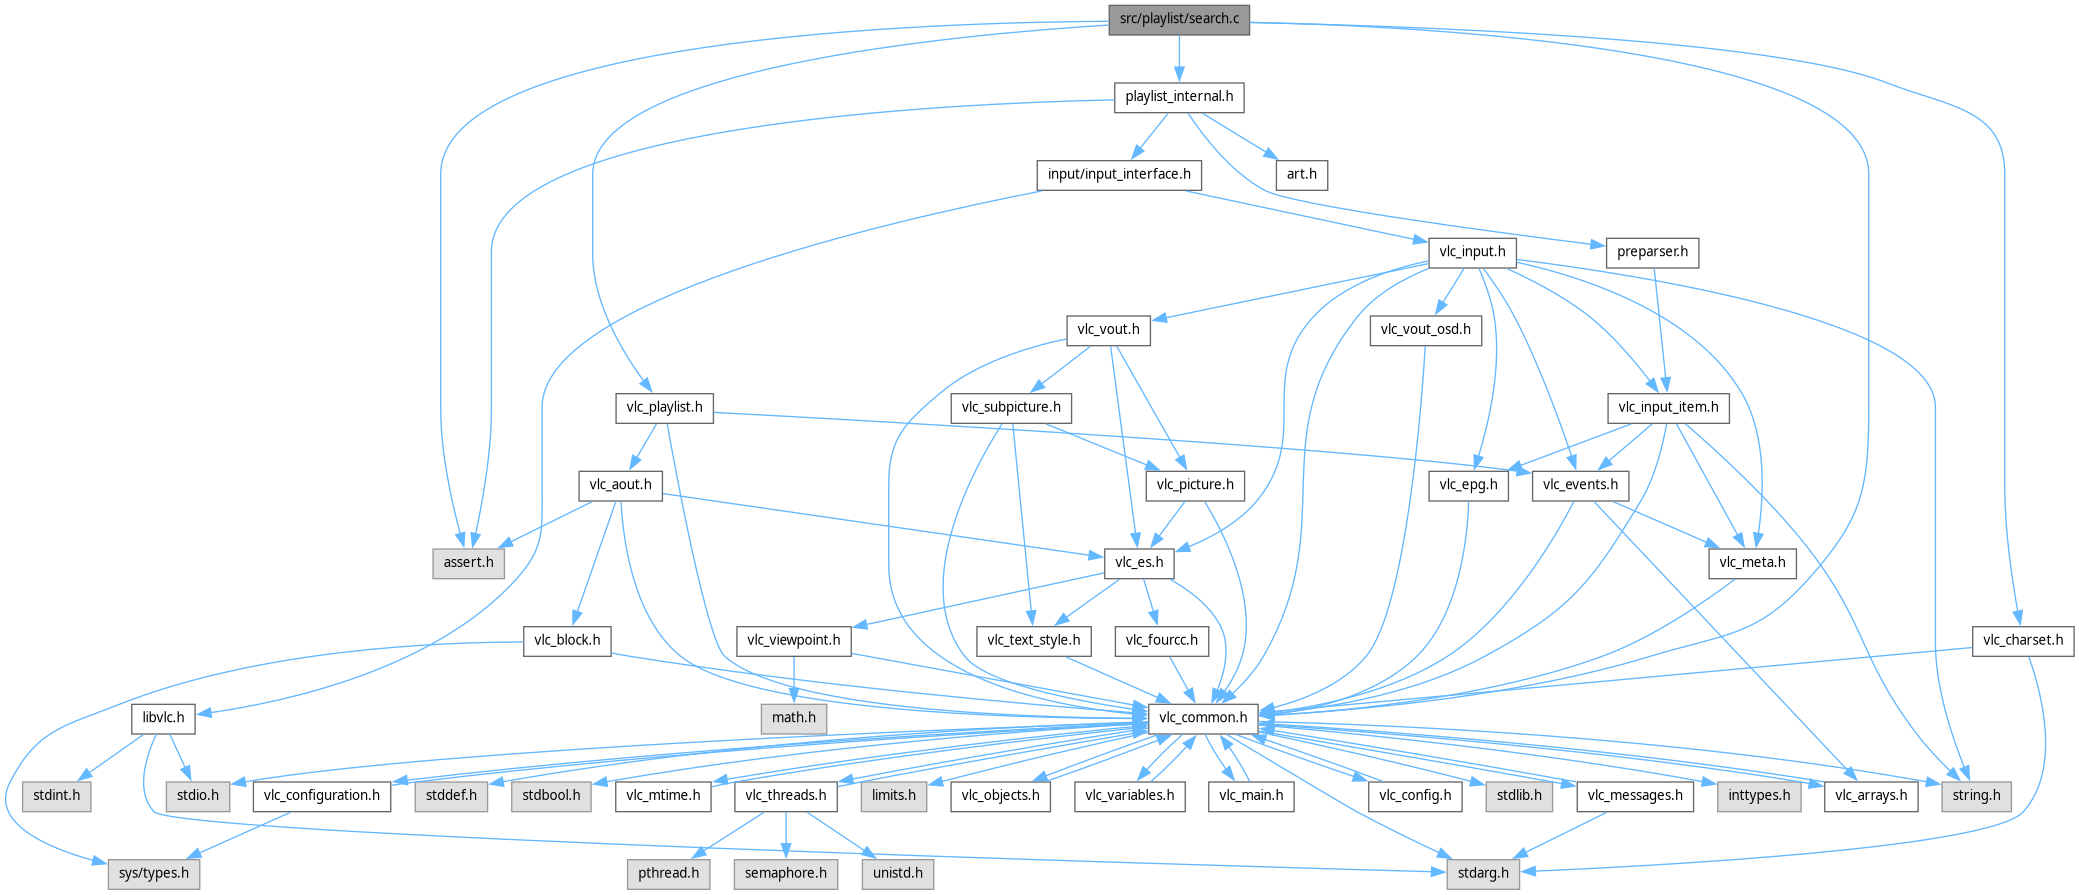 src/playlist/search.c
playlist_internal.h
input/input_interface.h
art.h
vlc_input.h
preparser.h
vlc_vout.h
vlc_vout_osd.h
vlc_playlist.h
vlc_subpicture.h
vlc_input_item.h
vlc_aout.h
vlc_picture.h
vlc_epg.h
vlc_events.h
assert.h
vlc_es.h
vlc_meta.h
vlc_block.h
vlc_viewpoint.h
vlc_text_style.h
vlc_fourcc.h
vlc_charset.h
libvlc.h
math.h
vlc_common.h
stdint.h
stdio.h
vlc_configuration.h
stddef.h
stdbool.h
vlc_mtime.h
vlc_threads.h
limits.h
vlc_objects.h
vlc_variables.h
vlc_main.h
vlc_config.h
stdlib.h
vlc_messages.h
inttypes.h
vlc_arrays.h
string.h
sys/types.h
pthread.h
semaphore.h
unistd.h
stdarg.h